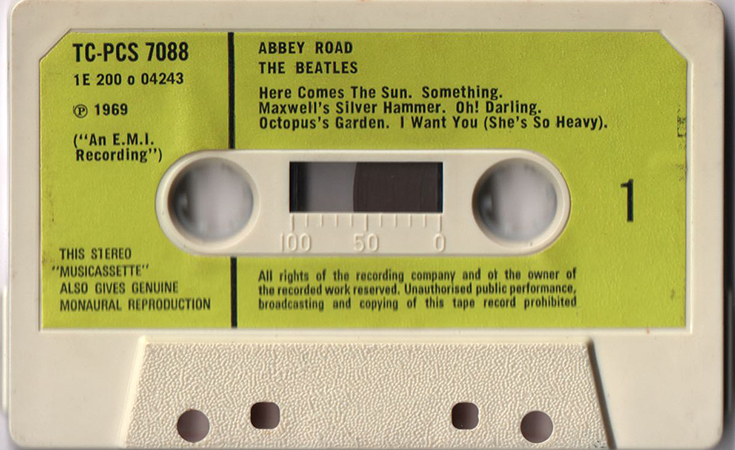 TC-PCS 7088
1E 200 o 04243
℗ 1969
("An E.M.I.
Recording")
ABBEY ROAD
THE BEATLES
Here Comes The Sun. Something.
Maxwell's Silver Hammer. Oh! Darling.
Octopus's Garden. I Want You (She's So Heavy).
1
100 50 0
THIS STEREO
"MUSICASSETTE"
ALSO GIVES GENUINE
MONAURAL REPRODUCTION
All rights of the recording company and of the owner of
the recorded work reserved. Unauthorised public performance,
broadcasting and copying of this tape record prohibited